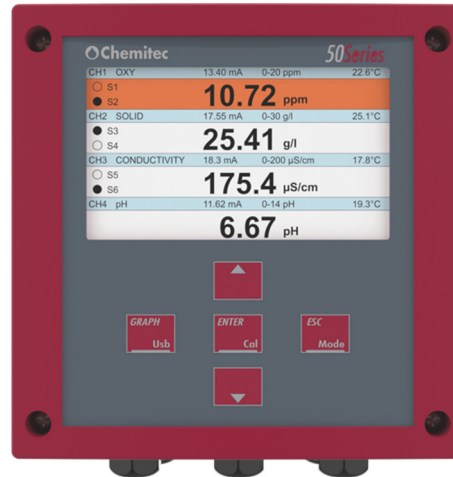 Chemitec 50Series
CH1 OXY 13.40 mA 0-20 ppm 22.6°C
S1
S2
10.72 ppm
CH2 SOLID 17.55 mA 0-30 g/l 25.1°C
S3
S4
25.41 g/l
CH3 CONDUCTIVITY 18.3 mA 0-200 µS/cm 17.8°C
S5
S6
175.4 µS/cm
CH4 pH 11.62 mA 0-14 pH 19.3°C
6.67 pH
GRAPH
Usb
ENTER
Cal
ESC
Mode